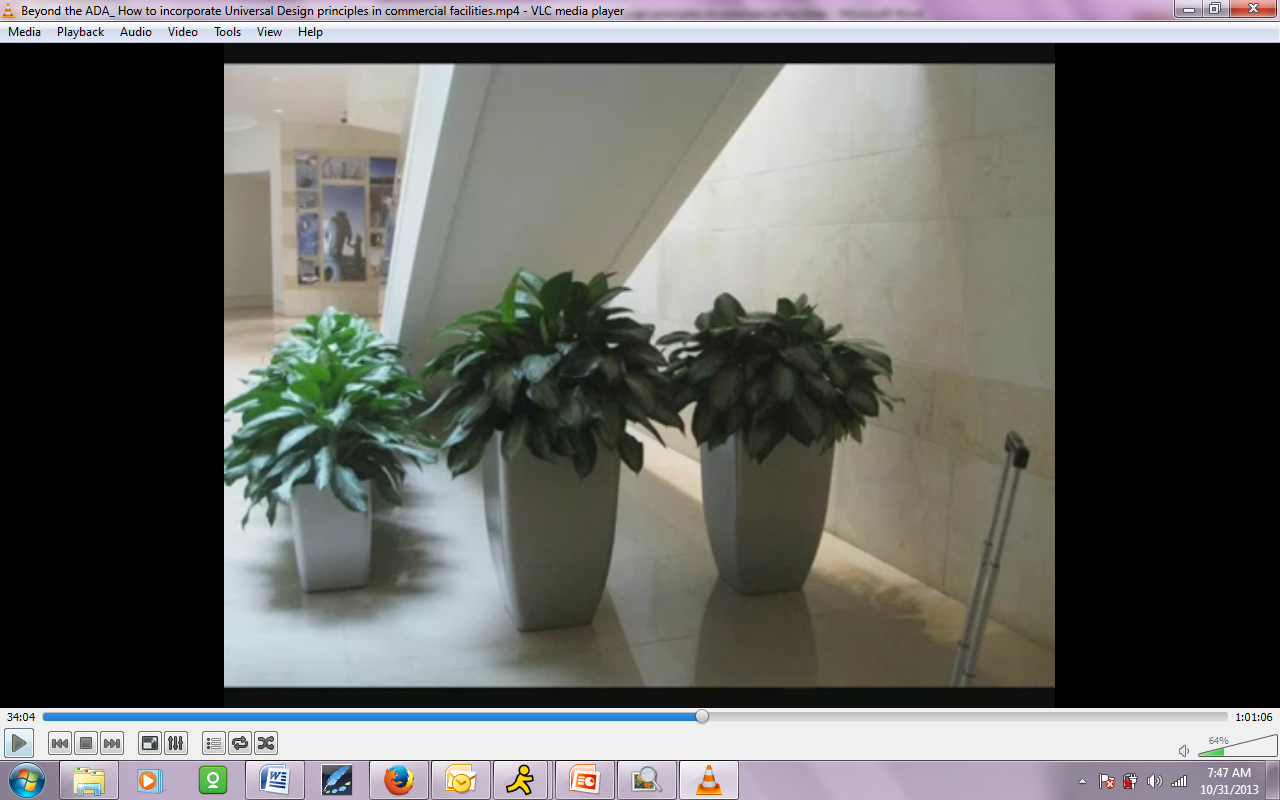 Beyond the ADA_ How to incorporate Universal Design principles in commercial facilities.mp4 - VLC media player
Media Playback Audio Video Tools View Help
34:04 1:01:06
64%
7:47 AM
10/31/2013